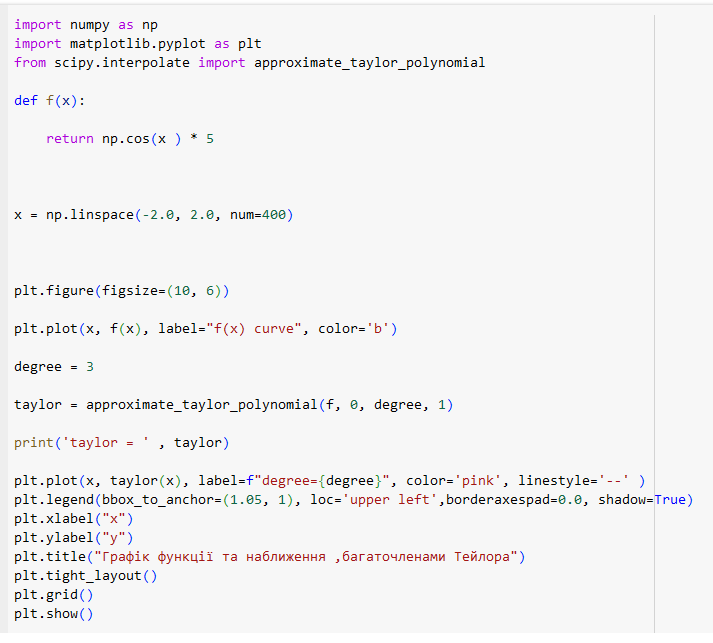 import numpy as np
import matplotlib.pyplot as plt
from scipy.interpolate import approximate_taylor_polynomial
def f(x):
    return np.cos(x ) * 5
x = np.linspace(-2.0, 2.0, num=400)
plt.figure(figsize=(10, 6))
plt.plot(x, f(x), label="f(x) curve", color='b')
degree = 3
taylor = approximate_taylor_polynomial(f, 0, degree, 1)
print('taylor = ' , taylor)
plt.plot(x, taylor(x), label=f"degree={degree}", color='pink', linestyle='--' )
plt.legend(bbox_to_anchor=(1.05, 1), loc='upper left',borderaxespad=0.0, shadow=True)
plt.xlabel("x")
plt.ylabel("y")
plt.title("Графік функції та наближення ,багаточленами Тейлора")
plt.tight_layout()
plt.grid()
plt.show()